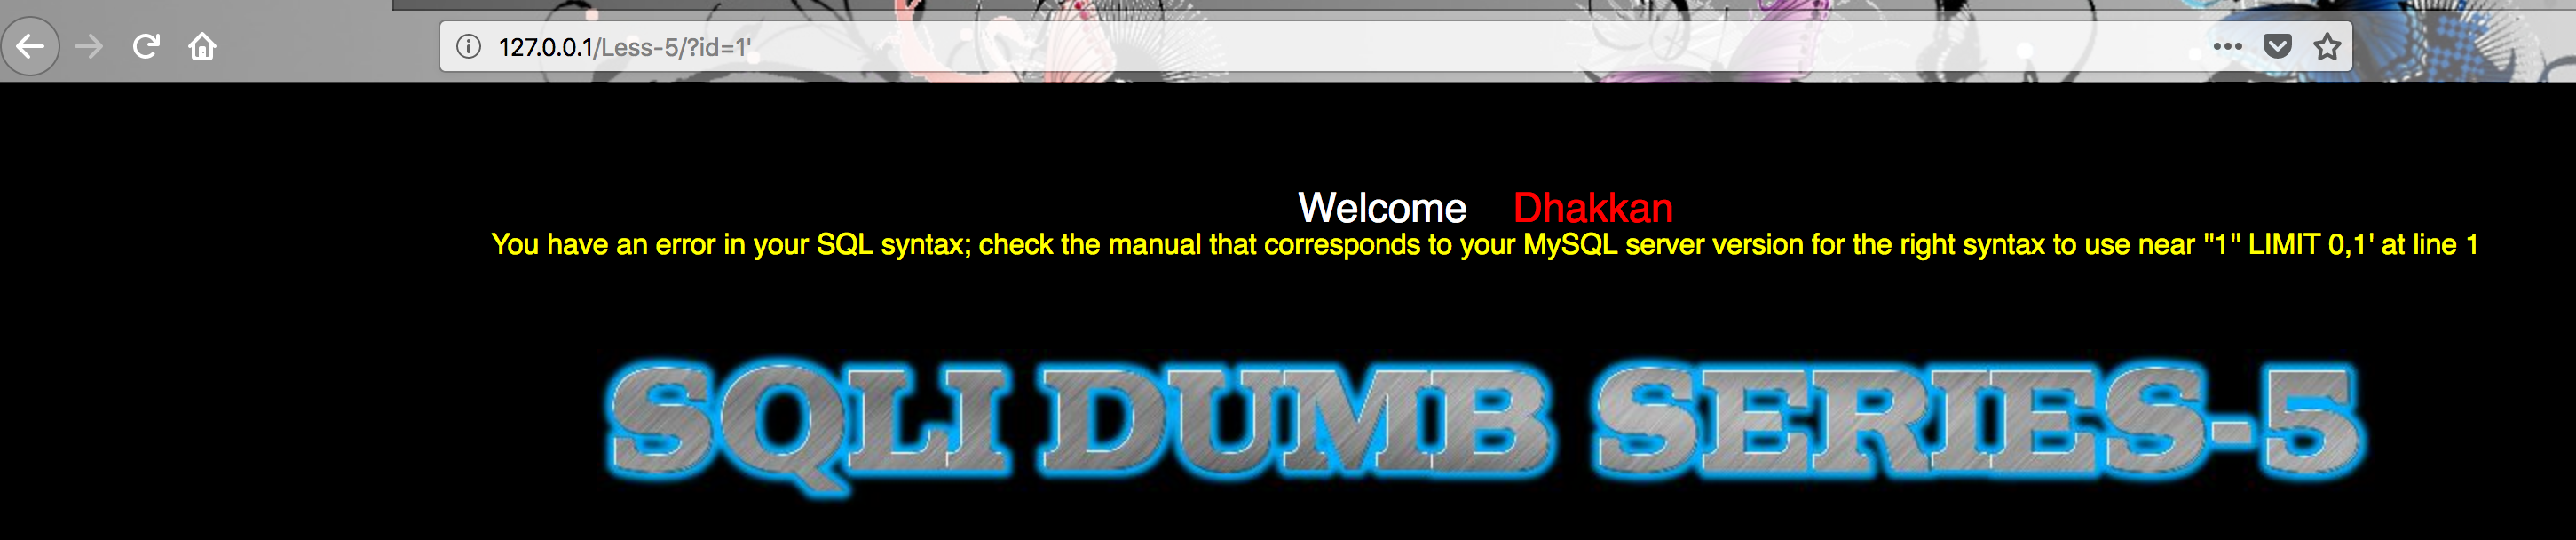 127.0.0.1/Less-5/?id=1'
Welcome Dhakkan
You have an error in your SQL syntax; check the manual that corresponds to your MySQL server version for the right syntax to use near ''1'' LIMIT 0,1' at line 1
SQLI DUMB SERIES-5